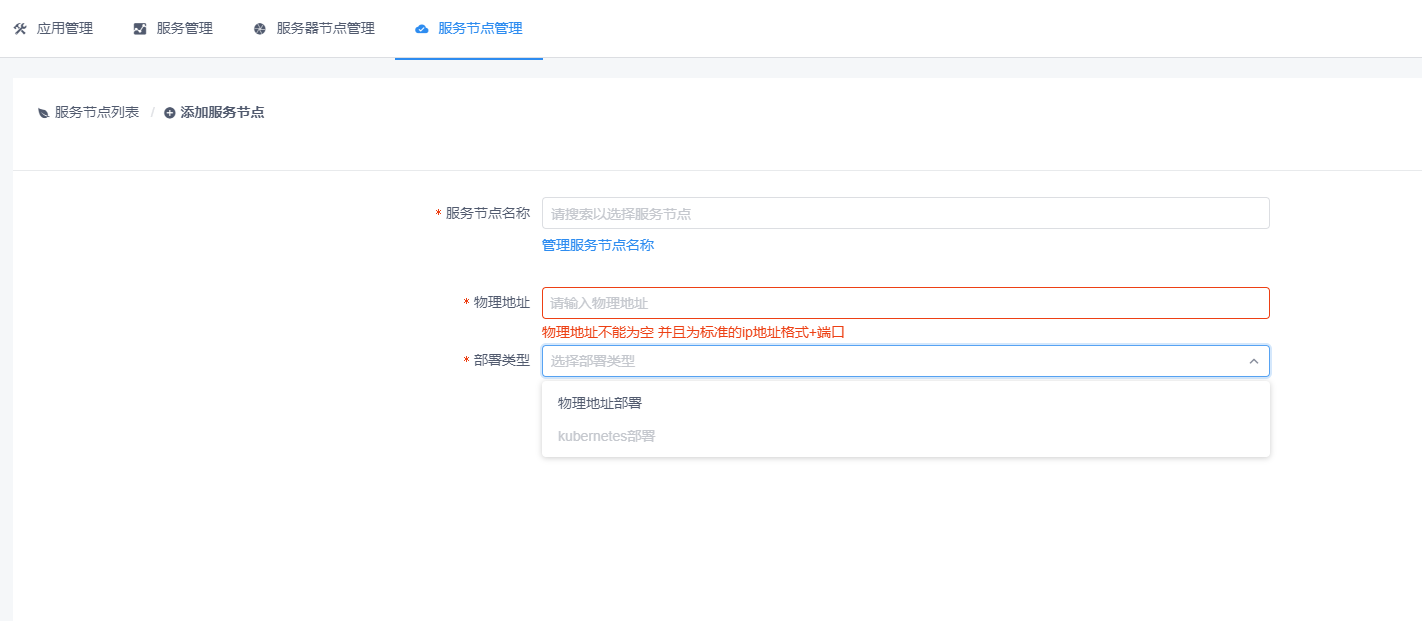 应用管理 服务管理 服务器节点管理 服务节点管理
服务节点列表 / 添加服务节点
* 服务节点名称 请搜索以选择服务节点
管理服务节点名称
* 物理地址 请输入物理地址
物理地址不能为空 并且为标准的ip地址格式+端口
* 部署类型 选择部署类型
物理地址部署
kubernetes部署